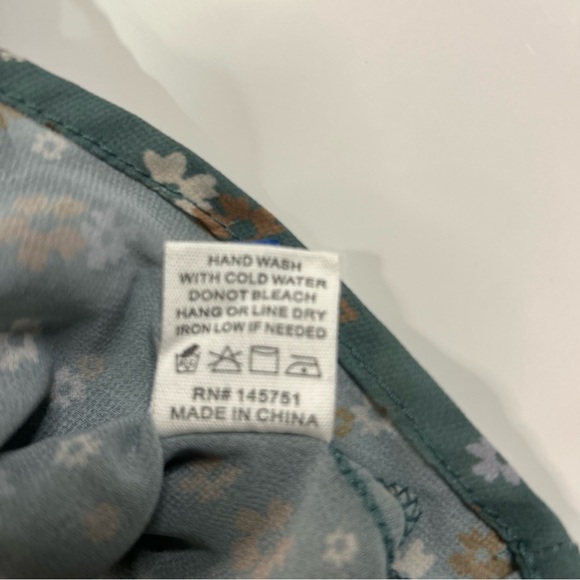 HAND WASH
WITH COLD WATER
DONOT BLEACH
HANG OR LINE DRY
IRON LOW IF NEEDED
RN# 145751
MADE IN CHINA